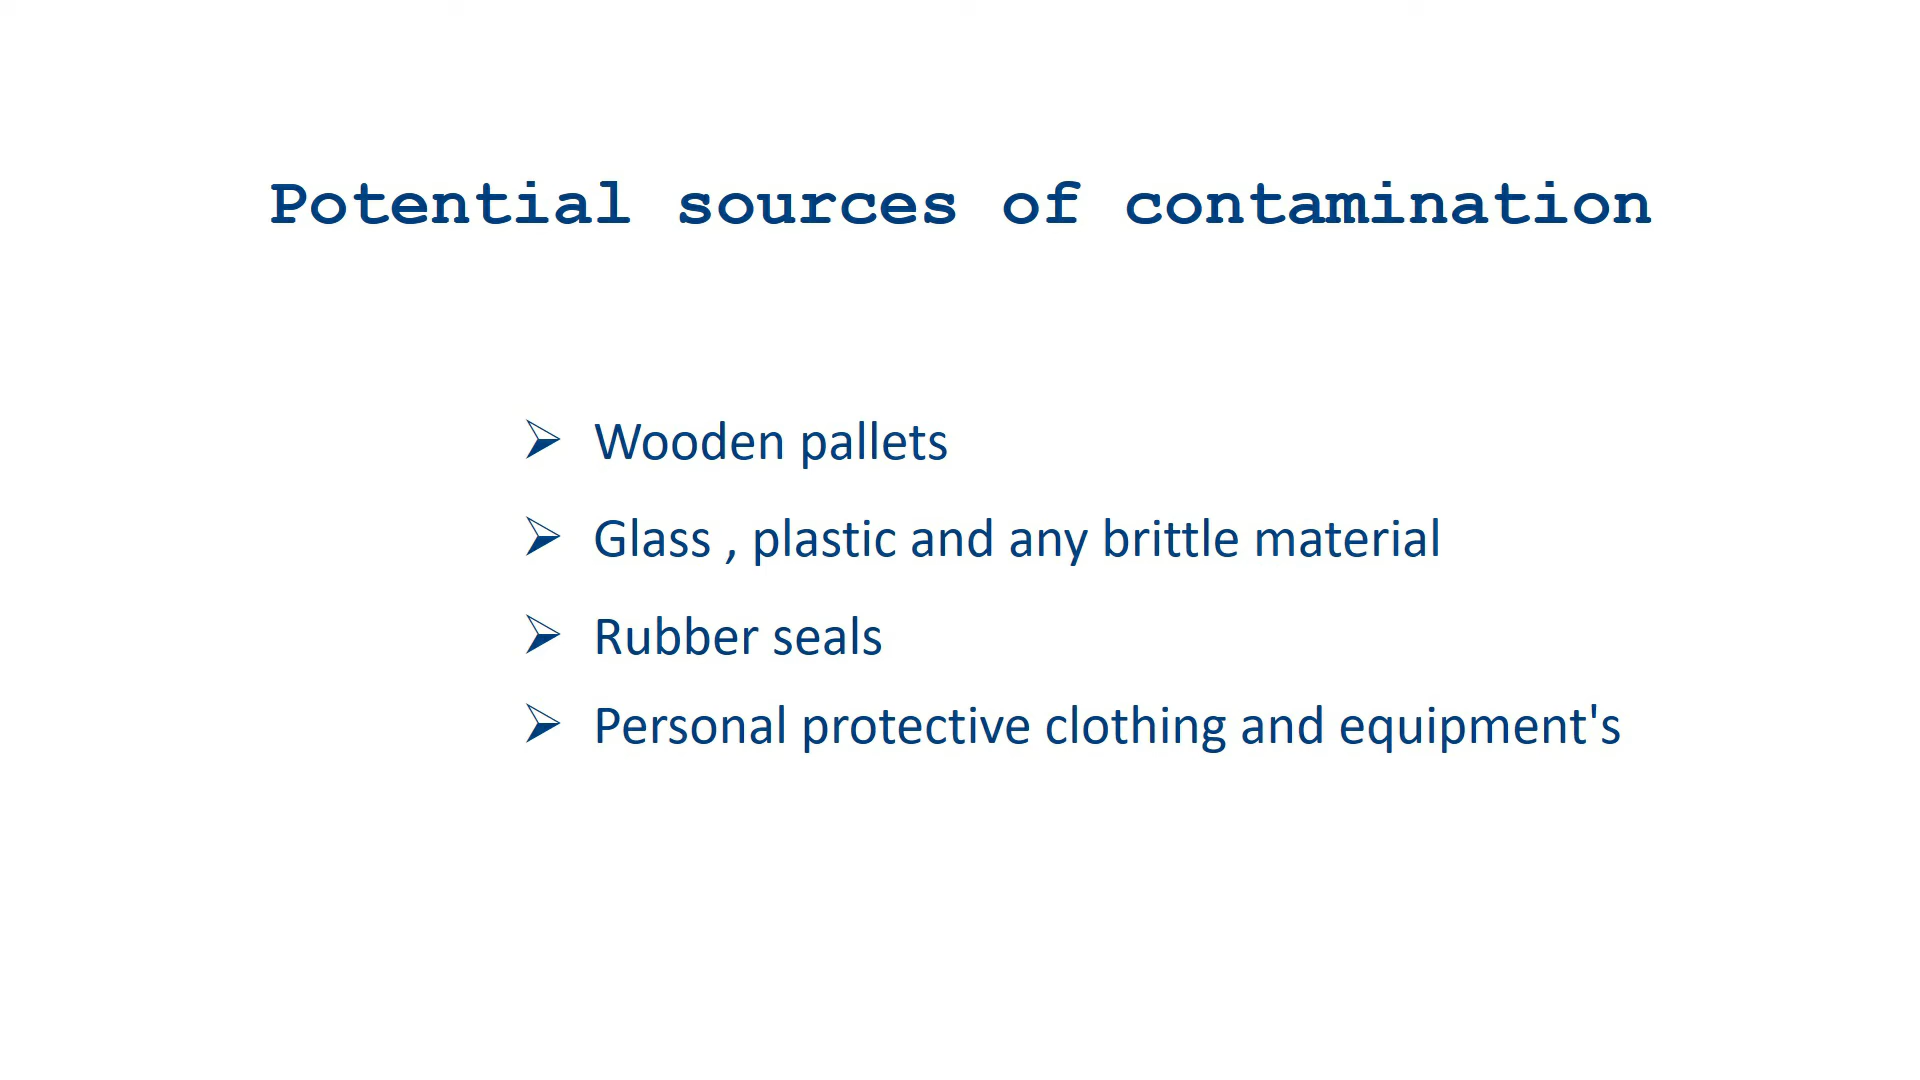 Potential sources of contamination
➢ Wooden pallets
➢ Glass , plastic and any brittle material
➢ Rubber seals
➢ Personal protective clothing and equipment's